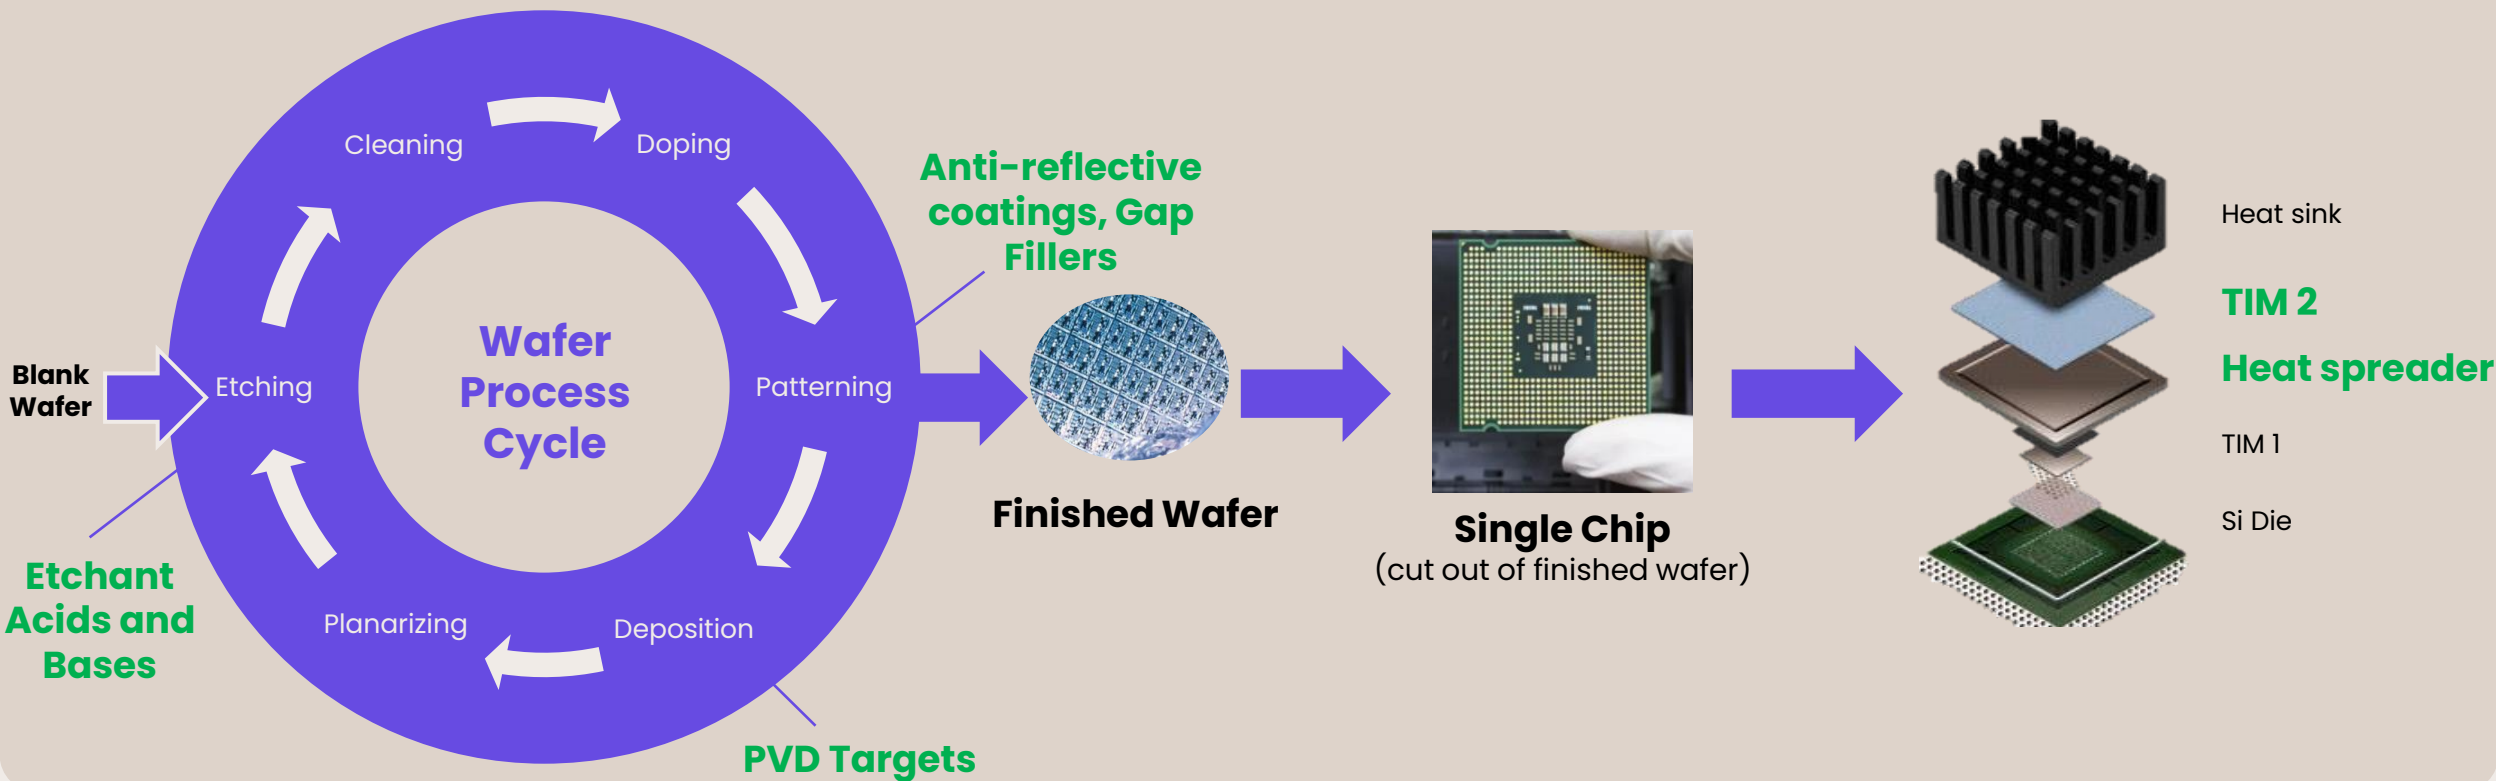 Cleaning
Doping
Anti-reflective
coatings, Gap
Fillers
Blank
Wafer
Etching
Wafer
Process
Cycle
Patterning
Planarizing
Deposition
Etchant
Acids and
Bases
PVD Targets
Finished Wafer
Single Chip
(cut out of finished wafer)
Heat sink
TIM 2
Heat spreader
TIM 1
Si Die